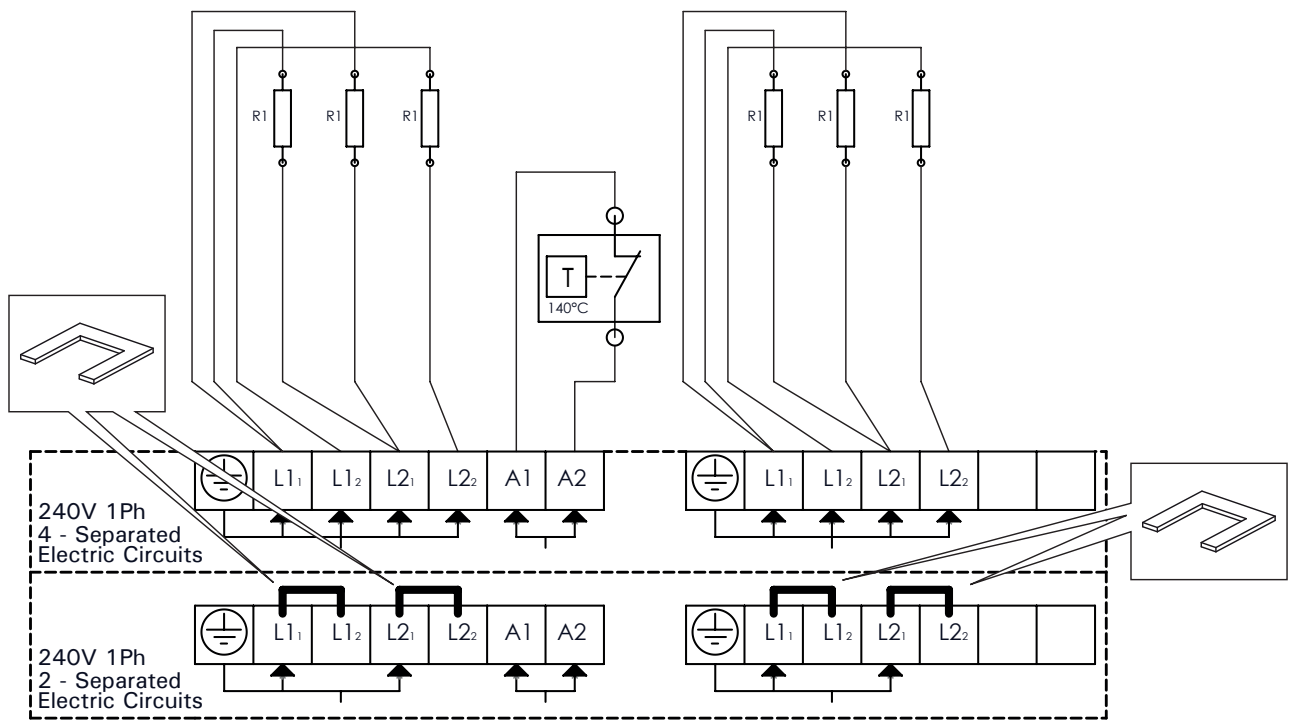 R1 R1 R1 R1 R1 R1
T
140°C
L1₁ L1₂ L2₁ L2₂ A1 A2 L1₁ L1₂ L2₁ L2₂
240V 1Ph
4 - Separated
Electric Circuits
L1₁ L1₂ L2₁ L2₂ A1 A2 L1₁ L1₂ L2₁ L2₂
240V 1Ph
2 - Separated
Electric Circuits